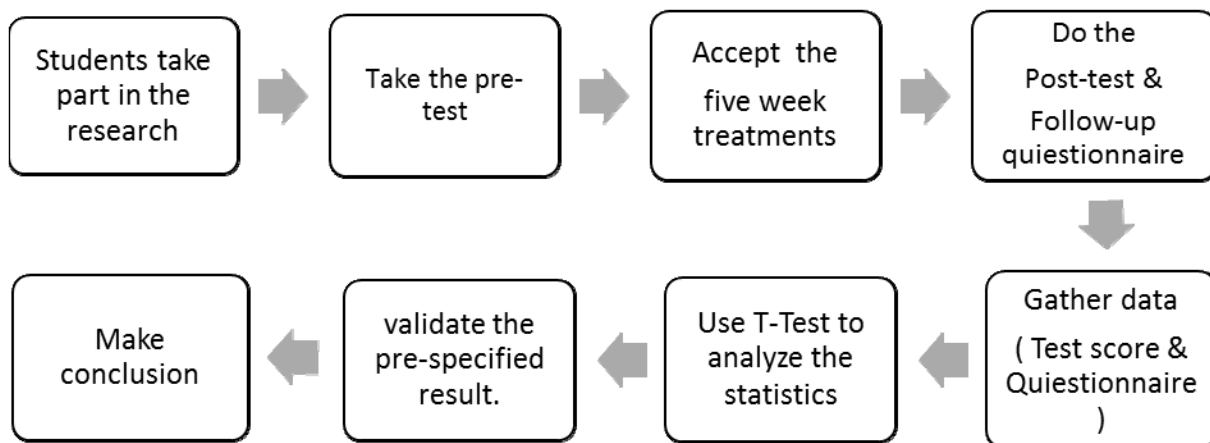 Students take
part in the
research
Take the pre-
test
Accept the
five week
treatments
Do the
Post-test &
Follow-up
quiestionnaire
Gather data
( Test score &
Quiestionnaire
)
Use T-Test to
analyze the
statistics
validate the
pre-specified
result.
Make
conclusion